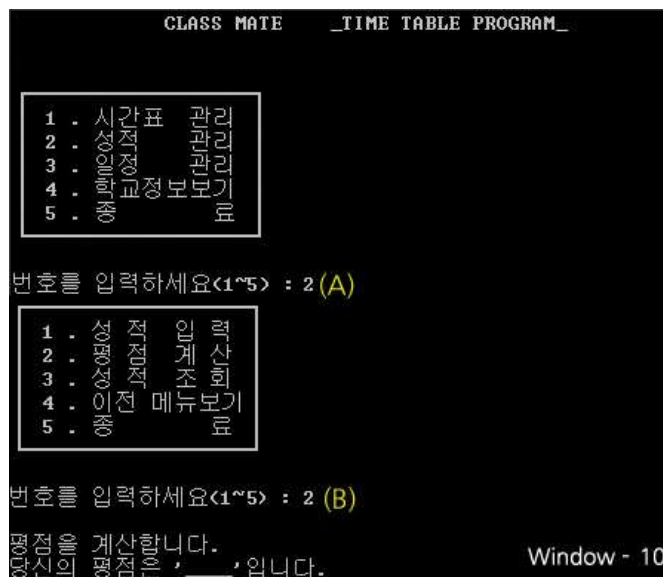 CLASS MATE _TIME TABLE PROGRAM_
1 . 시간표 관리
2 . 성적 관리
3 . 일정 관리
4 . 학교정보보기
5 . 종 료
번호를 입력하세요(1~5) : 2 (A)
1 . 성 적 입 력
2 . 평 점 계 산
3 . 성 적 조 회
4 . 이전 메뉴보기
5 . 종 료
번호를 입력하세요(1~5) : 2 (B)
평점을 계산합니다.
당신의 평점은 '____'입니다.
Window - 10